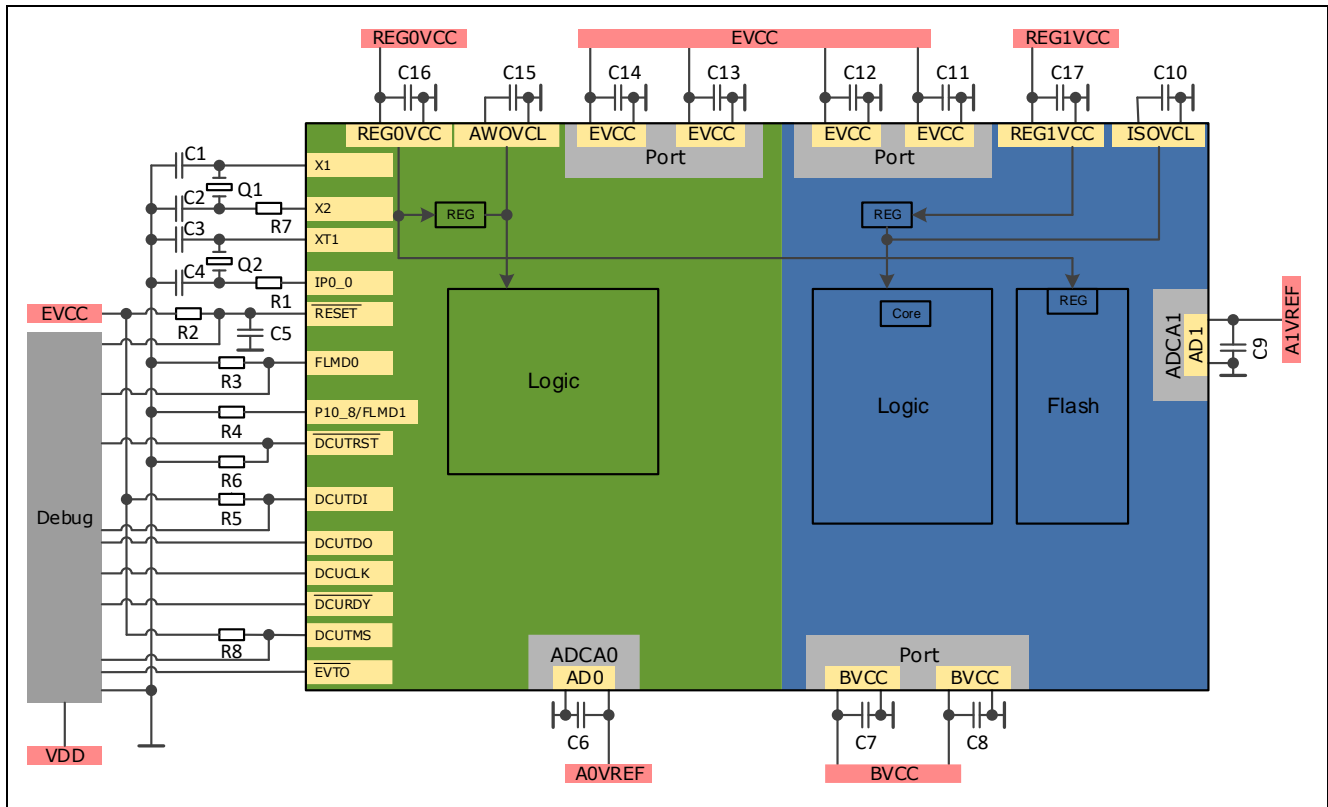 REG0VCC
EVCC
REG1VCC
C16
C15
C14
C13
C12
C11
C17
C10
REG0VCC
AWOVCL
EVCC
EVCC
EVCC
EVCC
REG1VCC
ISOVCL
Port
Port
C1
X1
Q1
C2
X2
R7
REG
REG
C3
XT1
Q2
C4
IP0_0
R1
EVCC
RESET
R2
C5
REG
Core
ADCA1
AD1
C9
A1VREF
FLMD0
R3
Logic
Logic
Flash
P10_8/FLMD1
R4
DCUTRST
R6
DCUTDI
R5
Debug
DCUTDO
DCUCLK
DCURDY
DCUTMS
R8
EVTO
ADCA0
AD0
Port
BVCC
BVCC
C6
C7
C8
VDD
A0VREF
BVCC